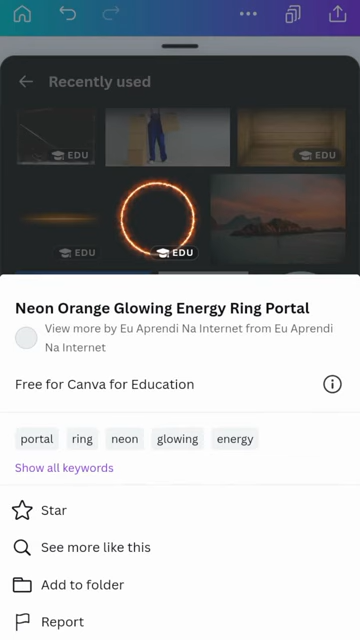 Recently used
EDU
EDU
EDU
EDU
Neon Orange Glowing Energy Ring Portal
View more by Eu Aprendi Na Internet from Eu Aprendi
Na Internet
Free for Canva for Education
portal ring neon glowing energy
Show all keywords
Star
See more like this
Add to folder
Report